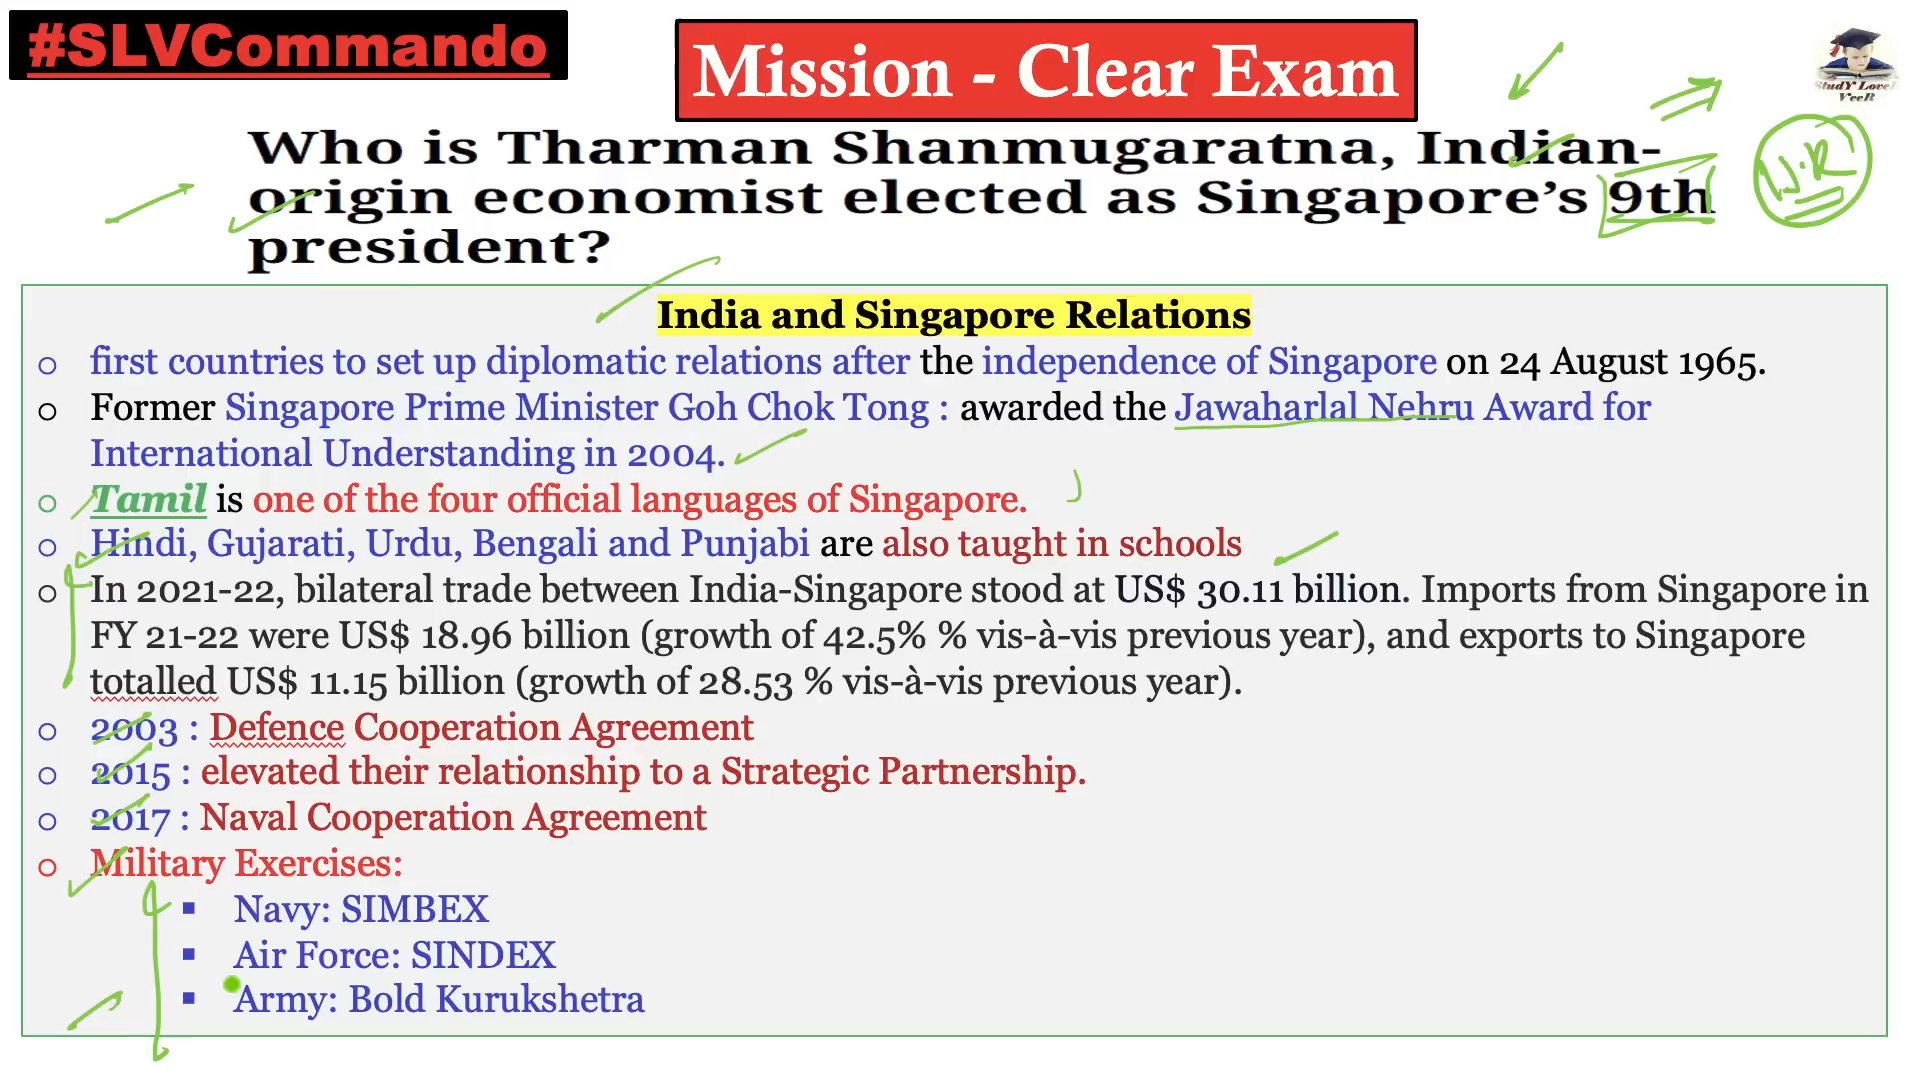 #SLVCommando
Mission - Clear Exam
StudY LoveR
VeeR
Who is Tharman Shanmugaratna, Indian-
origin economist elected as Singapore’s 9th
president?
India and Singapore Relations
first countries to set up diplomatic relations after the independence of Singapore on 24 August 1965.
Former Singapore Prime Minister Goh Chok Tong : awarded the Jawaharlal Nehru Award for
International Understanding in 2004.
Tamil is one of the four official languages of Singapore.
Hindi, Gujarati, Urdu, Bengali and Punjabi are also taught in schools
In 2021-22, bilateral trade between India-Singapore stood at US$ 30.11 billion. Imports from Singapore in
FY 21-22 were US$ 18.96 billion (growth of 42.5% % vis-à-vis previous year), and exports to Singapore
totalled US$ 11.15 billion (growth of 28.53 % vis-à-vis previous year).
2003 : Defence Cooperation Agreement
2015 : elevated their relationship to a Strategic Partnership.
2017 : Naval Cooperation Agreement
Military Exercises:
Navy: SIMBEX
Air Force: SINDEX
Army: Bold Kurukshetra